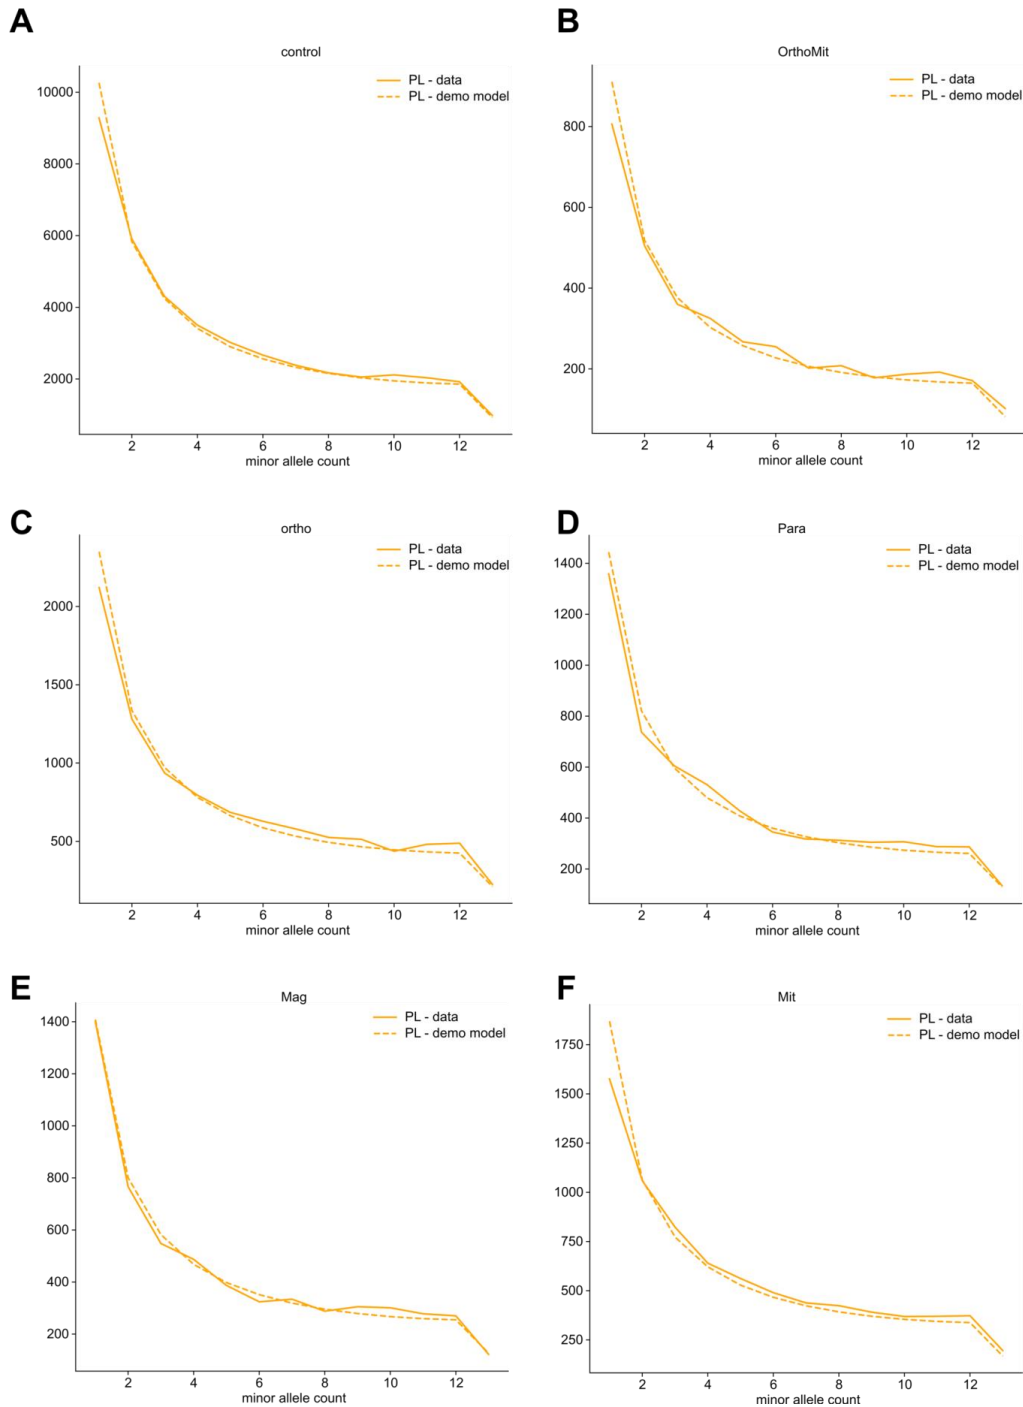 A
control
PL - data
PL - demo model
10000
8000
6000
4000
2000
2 4 6 8 10 12
minor allele count
B
OrthoMit
PL - data
PL - demo model
800
600
400
200
2 4 6 8 10 12
minor allele count
C
ortho
PL - data
PL - demo model
2000
1500
1000
500
2 4 6 8 10 12
minor allele count
D
Para
PL - data
PL - demo model
1400
1200
1000
800
600
400
200
2 4 6 8 10 12
minor allele count
E
Mag
PL - data
PL - demo model
1400
1200
1000
800
600
400
200
2 4 6 8 10 12
minor allele count
F
Mit
PL - data
PL - demo model
1750
1500
1250
1000
750
500
250
2 4 6 8 10 12
minor allele count